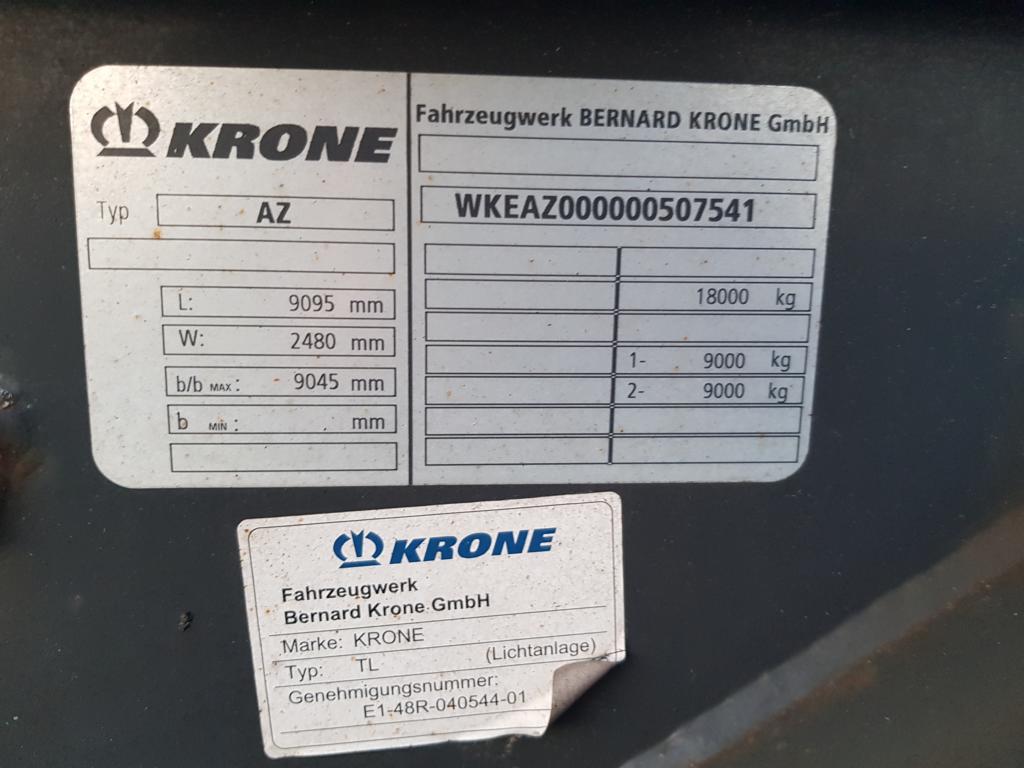 KRONE
Typ AZ
L: 9095 mm
W: 2480 mm
b/b MAX: 9045 mm
b MIN: . mm
Fahrzeugwerk BERNARD KRONE GmbH
WKEAZ000000507541
18000 kg
1- 9000 kg
2- 9000 kg
KRONE
Fahrzeugwerk
Bernard Krone GmbH
Marke: KRONE
Typ: TL (Lichtanlage)
Genehmigungsnummer:
E1-48R-040544-01